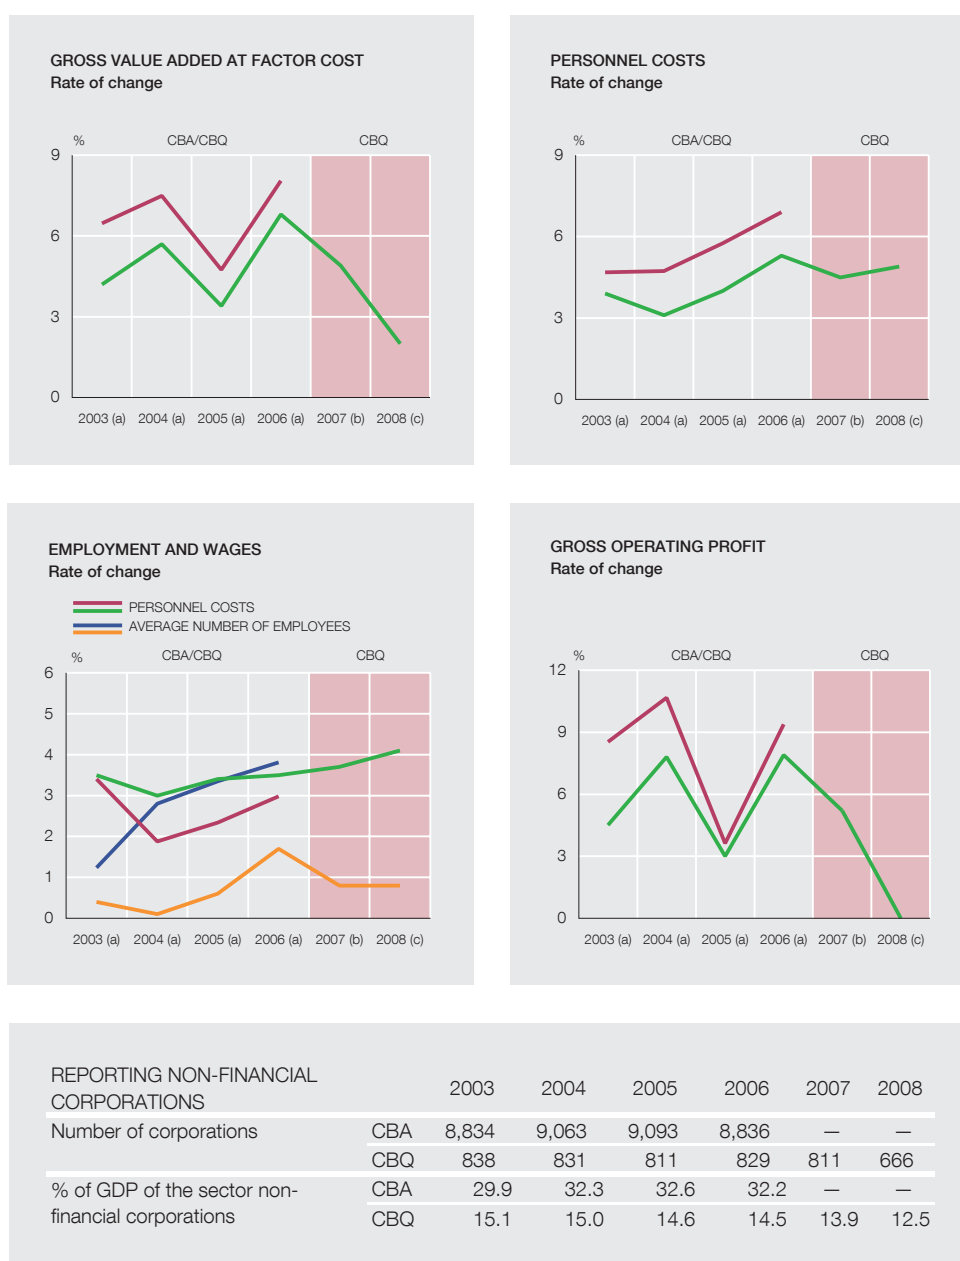 GROSS VALUE ADDED AT FACTOR COST
Rate of change
% CBA/CBQ CBQ
9
6
3
0
2003 (a) 2004 (a) 2005 (a) 2006 (a) 2007 (b) 2008 (c)
PERSONNEL COSTS
Rate of change
% CBA/CBQ CBQ
9
6
3
0
2003 (a) 2004 (a) 2005 (a) 2006 (a) 2007 (b) 2008 (c)
EMPLOYMENT AND WAGES
Rate of change
PERSONNEL COSTS
AVERAGE NUMBER OF EMPLOYEES
% CBA/CBQ CBQ
6
5
4
3
2
1
0
2003 (a) 2004 (a) 2005 (a) 2006 (a) 2007 (b) 2008 (c)
GROSS OPERATING PROFIT
Rate of change
% CBA/CBQ CBQ
12
9
6
3
0
2003 (a) 2004 (a) 2005 (a) 2006 (a) 2007 (b) 2008 (c)
REPORTING NON-FINANCIAL
CORPORATIONS 2003 2004 2005 2006 2007 2008
Number of corporations CBA 8,834 9,063 9,093 8,836 — —
CBQ 838 831 811 829 811 666
% of GDP of the sector non- CBA 29.9 32.3 32.6 32.2 — —
financial corporations CBQ 15.1 15.0 14.6 14.5 13.9 12.5